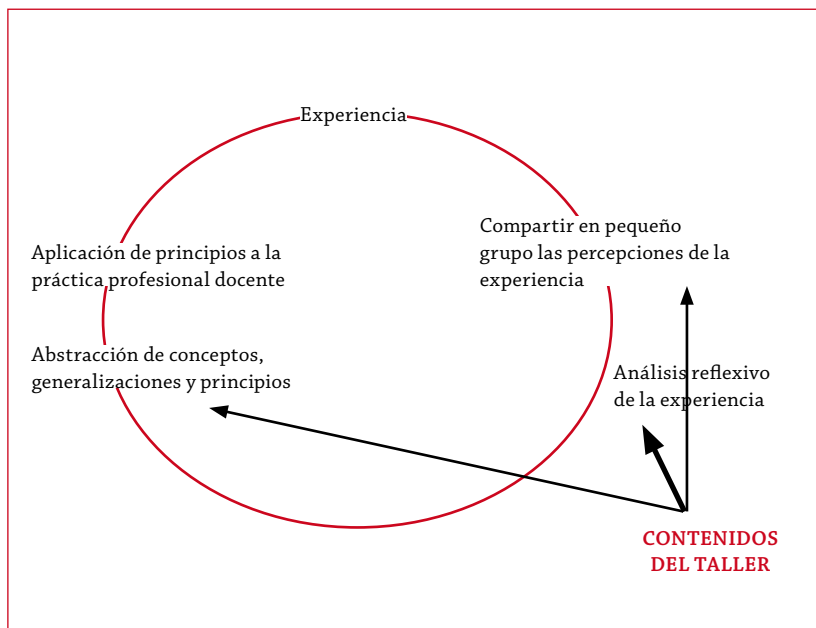 Experiencia
Compartir en pequeño
grupo las percepciones de la
experiencia
Aplicación de principios a la
práctica profesional docente
Abstracción de conceptos,
generalizaciones y principios
Análisis reflexivo
de la experiencia
CONTENIDOS
DEL TALLER